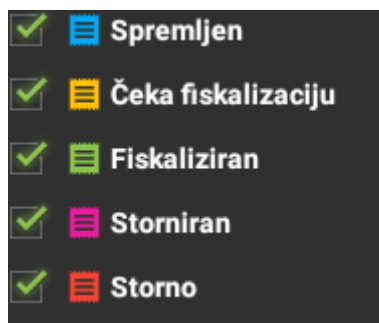 Spremljen
Čeka fiskalizaciju
Fiskaliziran
Storniran
Storno